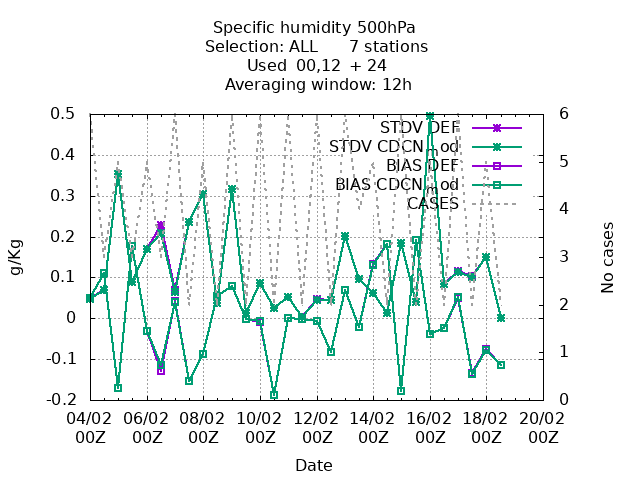 Specific humidity 500hPa
Selection: ALL 7 stations
Used 00,12 + 24
Averaging window: 12h
0.5
0.4
0.3
0.2
0.1
0
-0.1
-0.2
g/Kg
STDV DEF
STDV CDCN_mod
BIAS DEF
BIAS CDCN_mod
CASES
6
5
4
3
2
1
0
No cases
04/02 06/02 08/02 10/02 12/02 14/02 16/02 18/02 20/02
00Z 00Z 00Z 00Z 00Z 00Z 00Z 00Z 00Z
Date